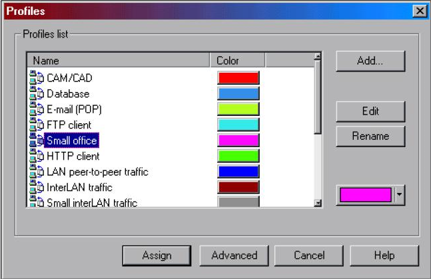 Profiles
Profiles list
Name Color
CAM/CAD
Database
E-mail (POP)
FTP client
Small office
HTTP client
LAN peer-to-peer traffic
InterLAN traffic
Small interLAN traffic
Add...
Edit
Rename
Assign Advanced Cancel Help